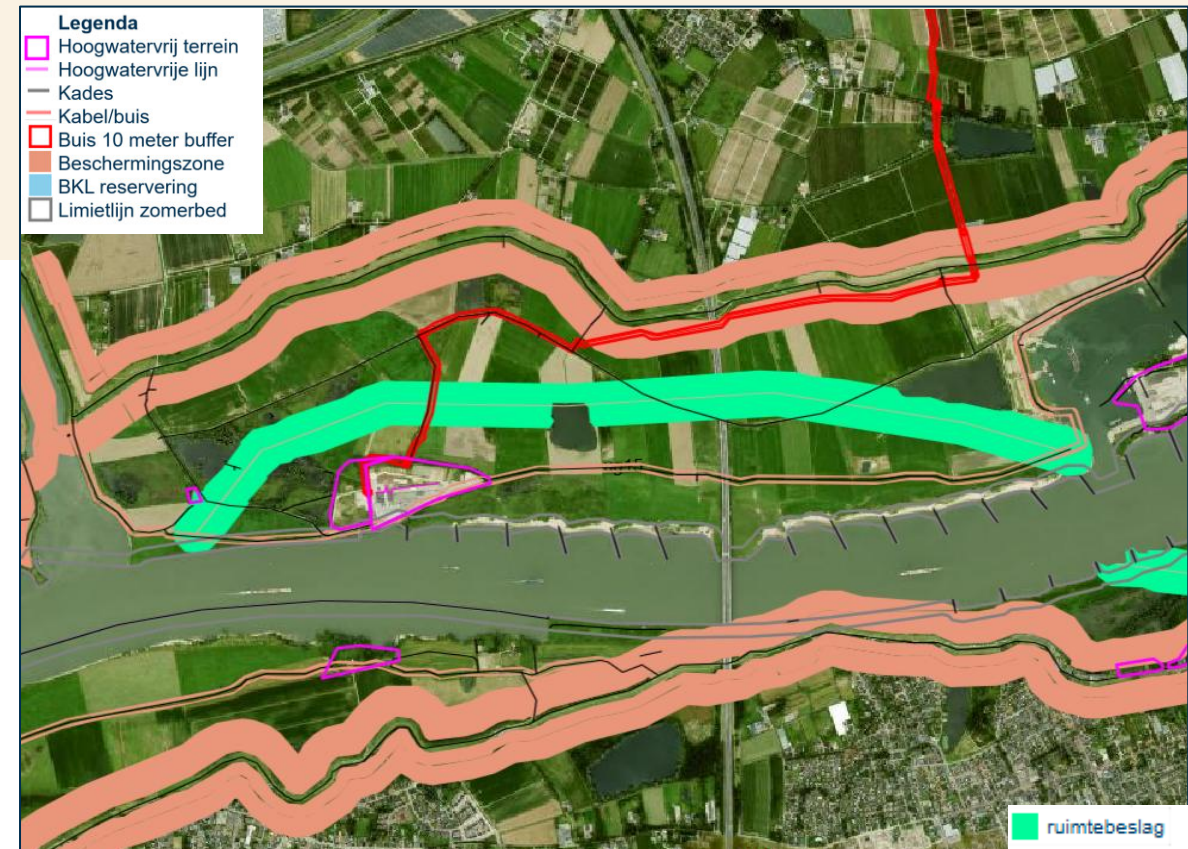 Legenda
Hoogwatervrij terrein
Hoogwatervrije lijn
Kades
Kabel/buis
Buis 10 meter buffer
Beschermingszone
BKL reservering
Limietlijn zomerbed
ruimtebeslag